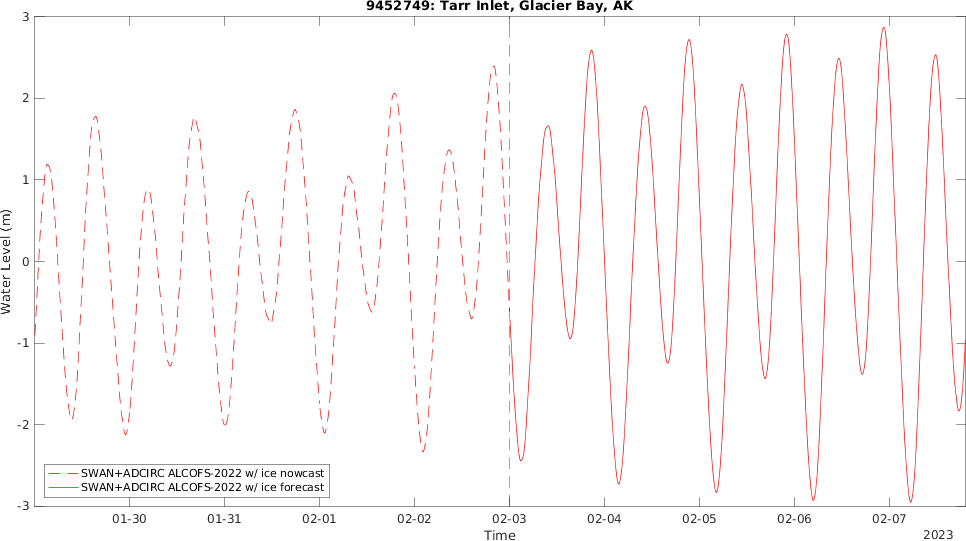 9452749: Tarr Inlet, Glacier Bay, AK
3
2
1
0
-1
-2
-3
Water Level (m)
SWAN+ADCIRC ALCOFS-2022 w/ ice nowcast
SWAN+ADCIRC ALCOFS-2022 w/ ice forecast
01-30 01-31 02-01 02-02 02-03 02-04 02-05 02-06 02-07
Time
2023